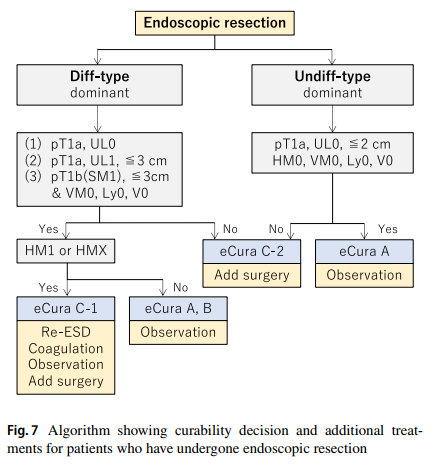 Endoscopic resection
Diff-type
dominant
Undiff-type
dominant
(1) pT1a, UL0
(2) pT1a, UL1, ≦3 cm
(3) pT1b(SM1), ≦3cm
& VM0, Ly0, V0
pT1a, UL0, ≦2 cm
HM0, VM0, Ly0, V0
Yes
No
No
Yes
HM1 or HMX
eCura C-2
Add surgery
eCura A
Observation
Yes
No
eCura C-1
Re-ESD
Coagulation
Observation
Add surgery
eCura A, B
Observation
Fig. 7 Algorithm showing curability decision and additional treat-
ments for patients who have undergone endoscopic resection